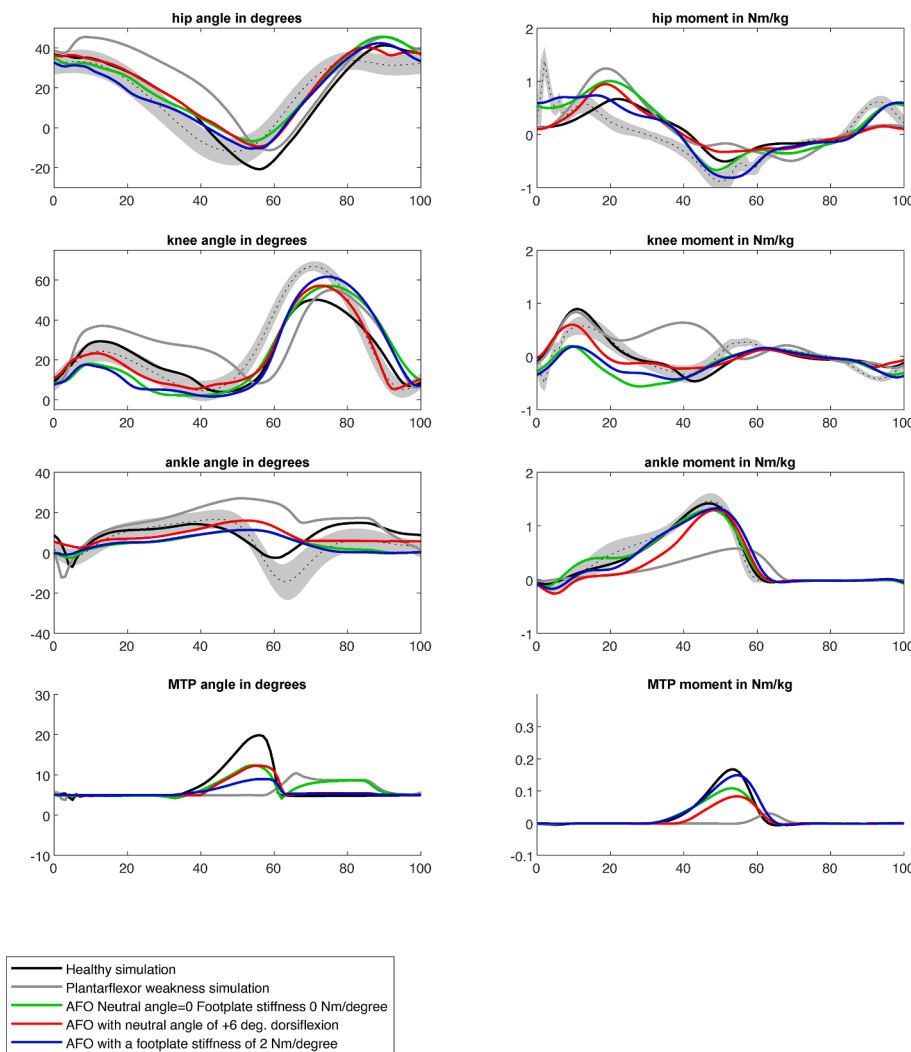 hip angle in degrees
40
20
0
-20
0 20 40 60 80 100
hip moment in Nm/kg
2
1
0
-1
0 20 40 60 80 100
knee angle in degrees
60
40
20
0
0 20 40 60 80 100
knee moment in Nm/kg
2
1
0
-1
0 20 40 60 80 100
ankle angle in degrees
40
20
0
-20
-40
0 20 40 60 80 100
ankle moment in Nm/kg
2
1
0
-1
0 20 40 60 80 100
MTP angle in degrees
30
20
10
0
-10
0 20 40 60 80 100
MTP moment in Nm/kg
0.3
0.2
0.1
0
-0.1
0 20 40 60 80 100
Healthy simulation
Plantarflexor weakness simulation
AFO Neutral angle=0 Footplate stiffness 0 Nm/degree
AFO with neutral angle of +6 deg. dorsiflexion
AFO with a footplate stiffness of 2 Nm/degree